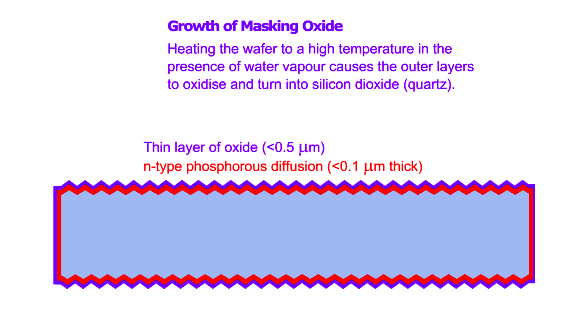 Growth of Masking Oxide
Heating the wafer to a high temperature in the
presence of water vapour causes the outer layers
to oxidise and turn into silicon dioxide (quartz).
Thin layer of oxide (<0.5 μm)
n-type phosphorous diffusion (<0.1 μm thick)